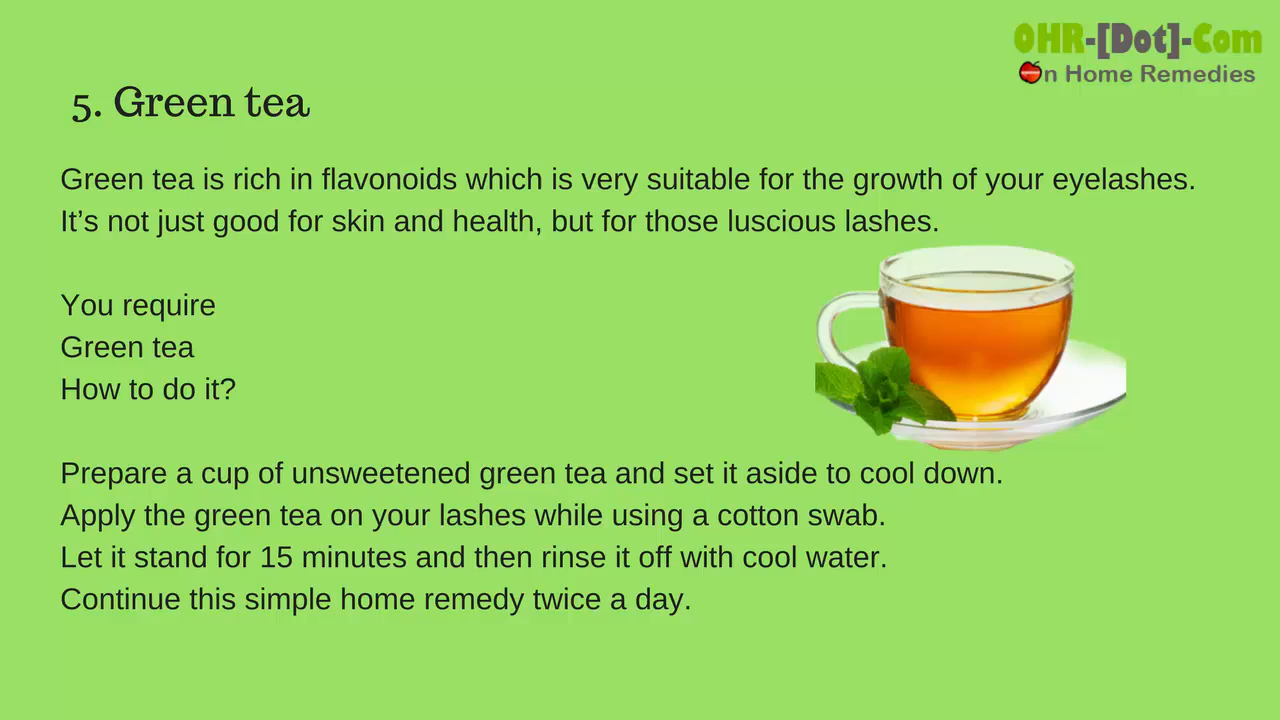 OHR-[Dot]-Com
On Home Remedies
5. Green tea
Green tea is rich in flavonoids which is very suitable for the growth of your eyelashes.
It’s not just good for skin and health, but for those luscious lashes.
You require
Green tea
How to do it?
Prepare a cup of unsweetened green tea and set it aside to cool down.
Apply the green tea on your lashes while using a cotton swab.
Let it stand for 15 minutes and then rinse it off with cool water.
Continue this simple home remedy twice a day.